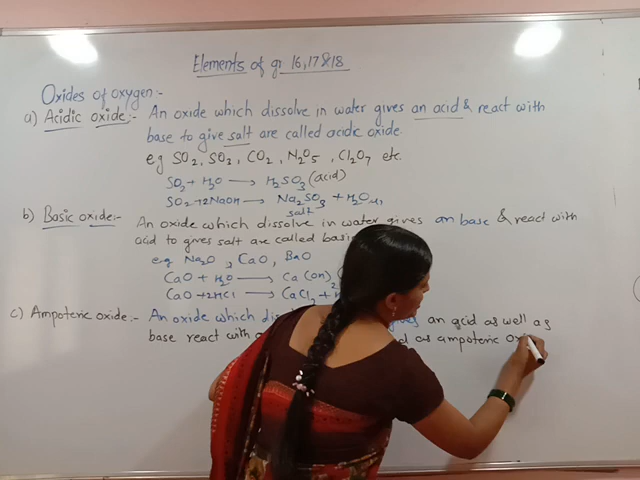 Elements of gr 16,17&18
Oxides of oxygen:-
a) Acidic oxide:- An oxide which dissolve in water gives an acid & react with
base to give salt are called acidic oxide
eg SO2, SO3, CO2, N2O5, Cl2O7 etc.
SO2 + H2O → H2SO3 (acid)
SO2 + 2NaOH → Na2SO3 + H2O(l)
salt
b) Basic oxide:- An oxide which dissolve in water gives an base & react with
acid to gives salt are called
eg Na2O, CaO, BaO
CaO + H2O → Ca(OH)2
CaO + 2HCl → CaCl2 +
c) Ampoteric oxide:- An oxide which an acid as well as
base react with as ampoteric